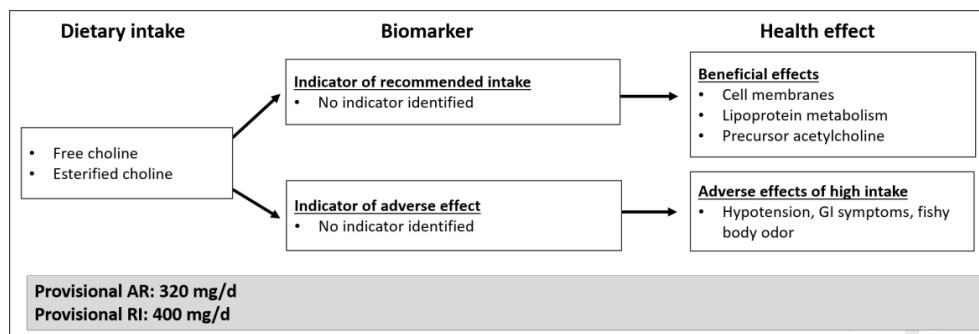 Dietary intake
Biomarker
Health effect
Free choline
Esterified choline
Indicator of recommended intake
No indicator identified
Indicator of adverse effect
No indicator identified
Beneficial effects
Cell membranes
Lipoprotein metabolism
Precursor acetylcholine
Adverse effects of high intake
Hypotension, GI symptoms, fishy
body odor
Provisional AR: 320 mg/d
Provisional RI: 400 mg/d